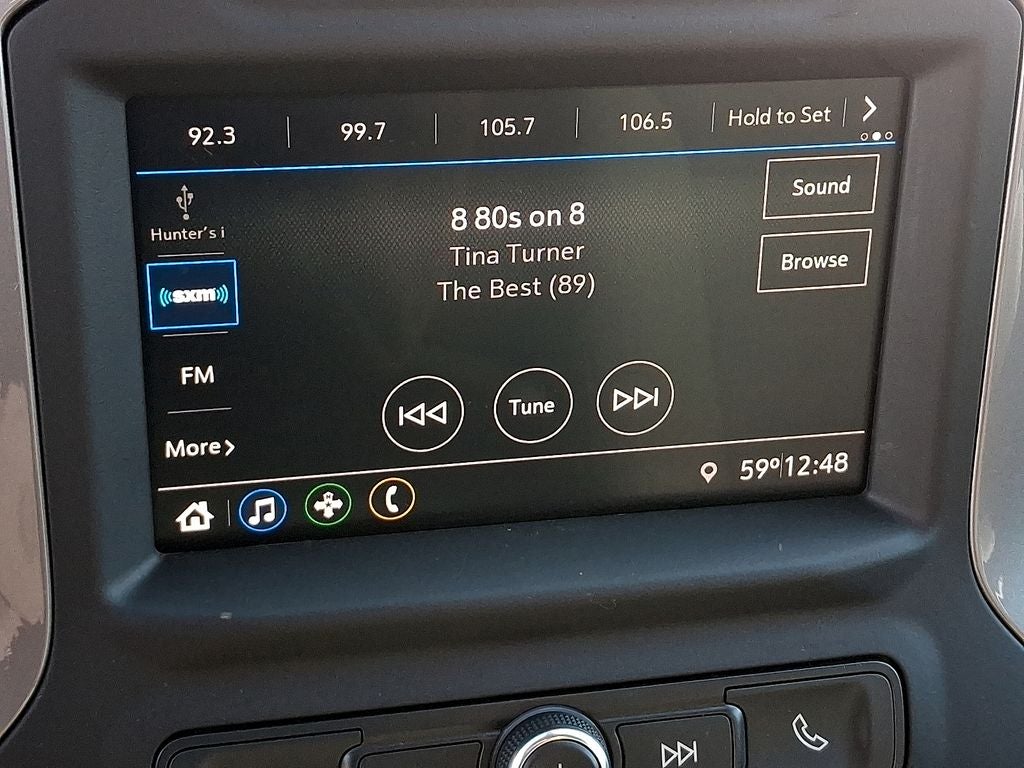 92.3 99.7 105.7 106.5 Hold to Set
Hunter's i
sxm
FM
More
8 80s on 8
Tina Turner
The Best (89)
Sound
Browse
Tune
59° 12:48